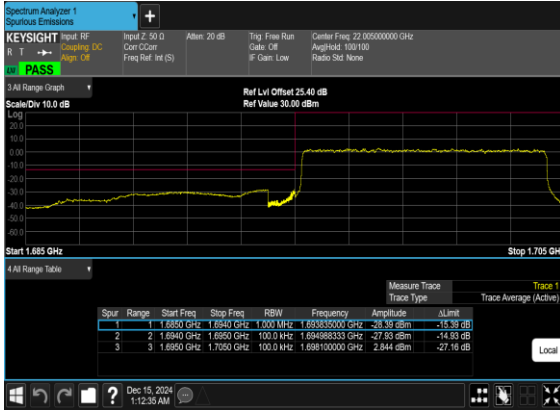 Spectrum Analyzer 1
Spurious Emissions
+
KEYSIGHT
R T
LXI PASS
Input: RF
Coupling: DC
Align: Off
Input Z: 50 Ω
Corr CCorr
Freq Ref: Int (S)
Atten: 20 dB
Trig: Free Run
Gate: Off
IF Gain: Low
Center Freq: 22.005000000 GHz
Avg|Hold: 100/100
Radio Std: None
3 All Range Graph
Scale/Div 10.0 dB
Ref Lvl Offset 25.40 dB
Ref Value 30.00 dBm
Log
20.0
10.0
0.00
-10.0
-20.0
-30.0
-40.0
-50.0
-60.0
Start 1.685 GHz
Stop 1.705 GH
4 All Range Table
Measure Trace Trace 1
Trace Type Trace Average (Active)
Spur Range Start Freq Stop Freq RBW Frequency Amplitude ΔLimit
1 1 1.6850 GHz 1.6940 GHz 1.000 MHz 1.693835000 GHz -28.39 dBm -15.39 dB
2 2 1.6940 GHz 1.6950 GHz 100.0 kHz 1.694988333 GHz -27.93 dBm -14.93 dB
3 3 1.6950 GHz 1.7050 GHz 100.0 kHz 1.698100000 GHz 2.844 dBm -27.16 dB
Local
?
Dec 15, 2024
1:12:35 AM